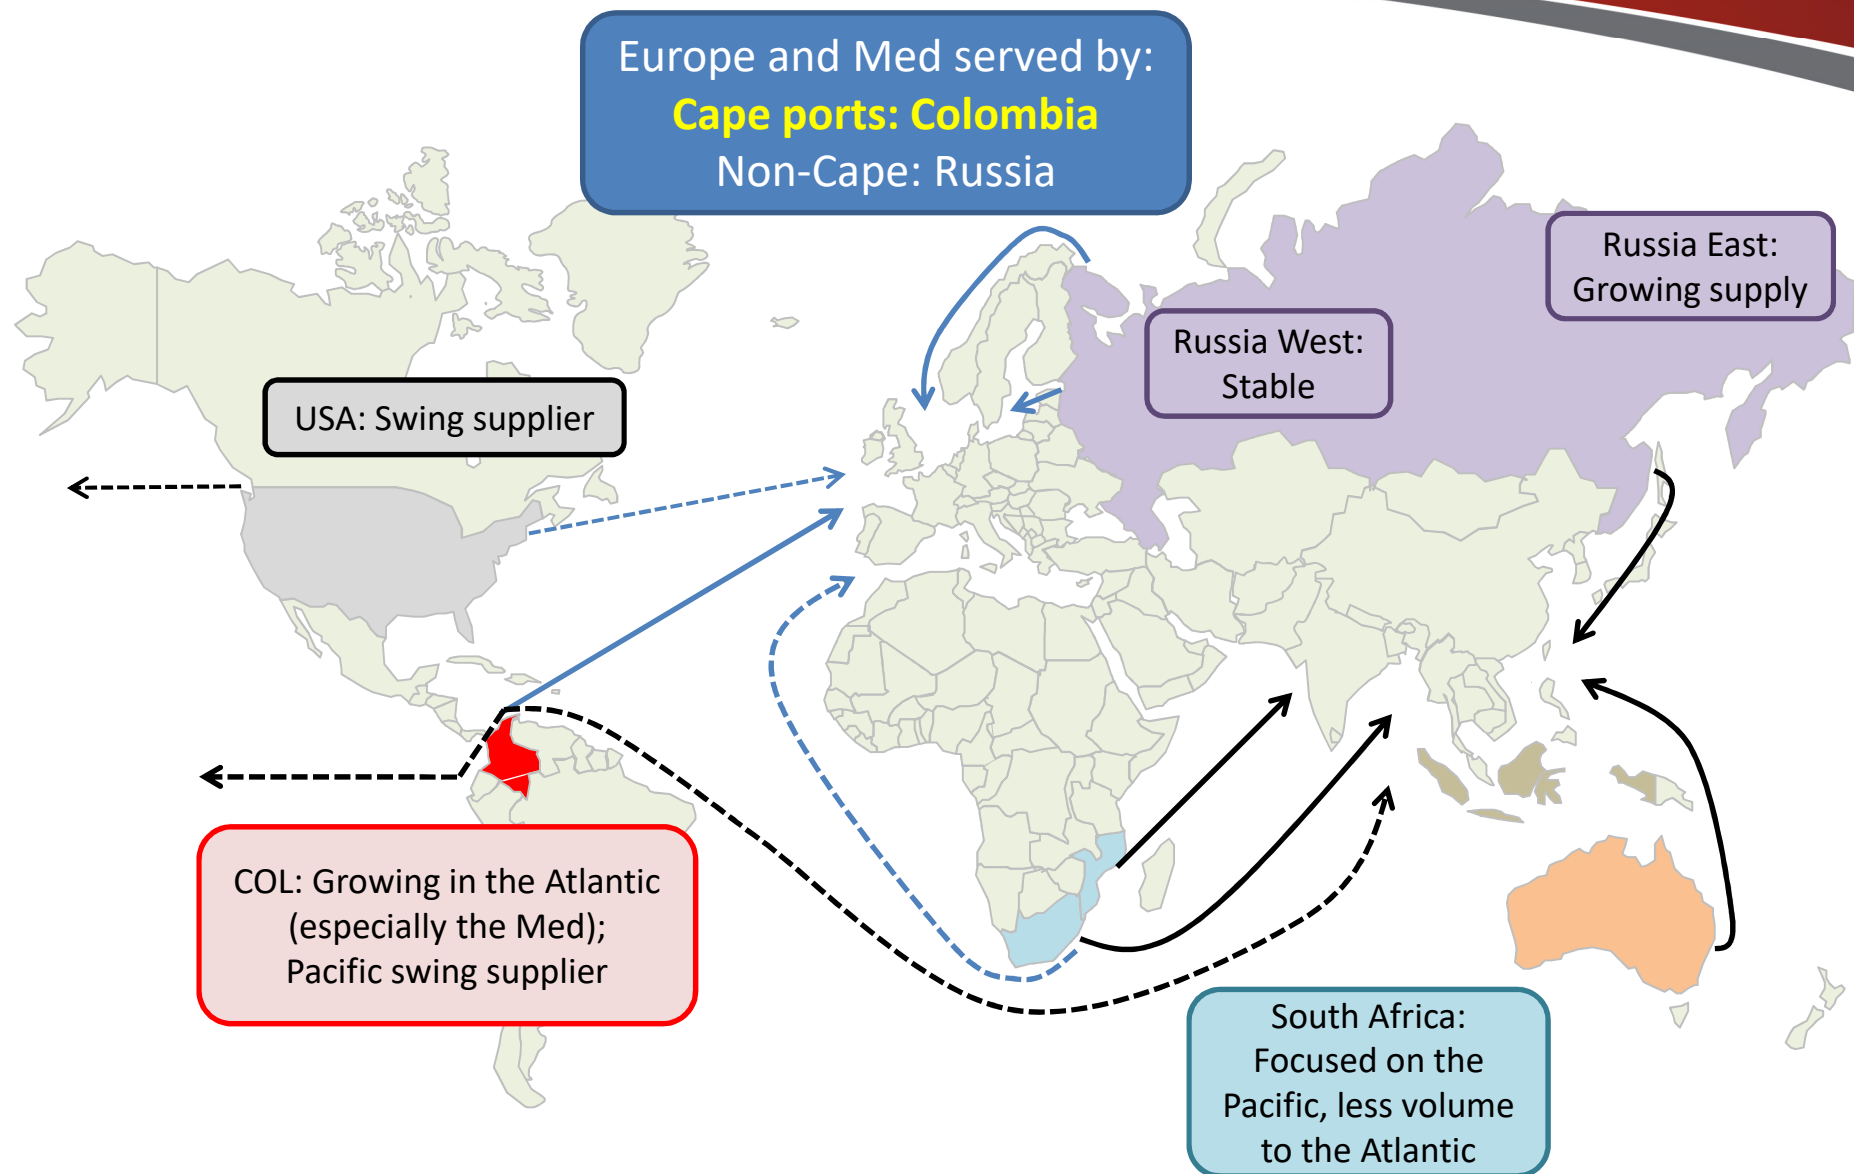 Europe and Med served by:
Cape ports: Colombia
Non-Cape: Russia
Russia East:
Growing supply
Russia West:
Stable
USA: Swing supplier
COL: Growing in the Atlantic
(especially the Med);
Pacific swing supplier
South Africa:
Focused on the
Pacific, less volume
to the Atlantic